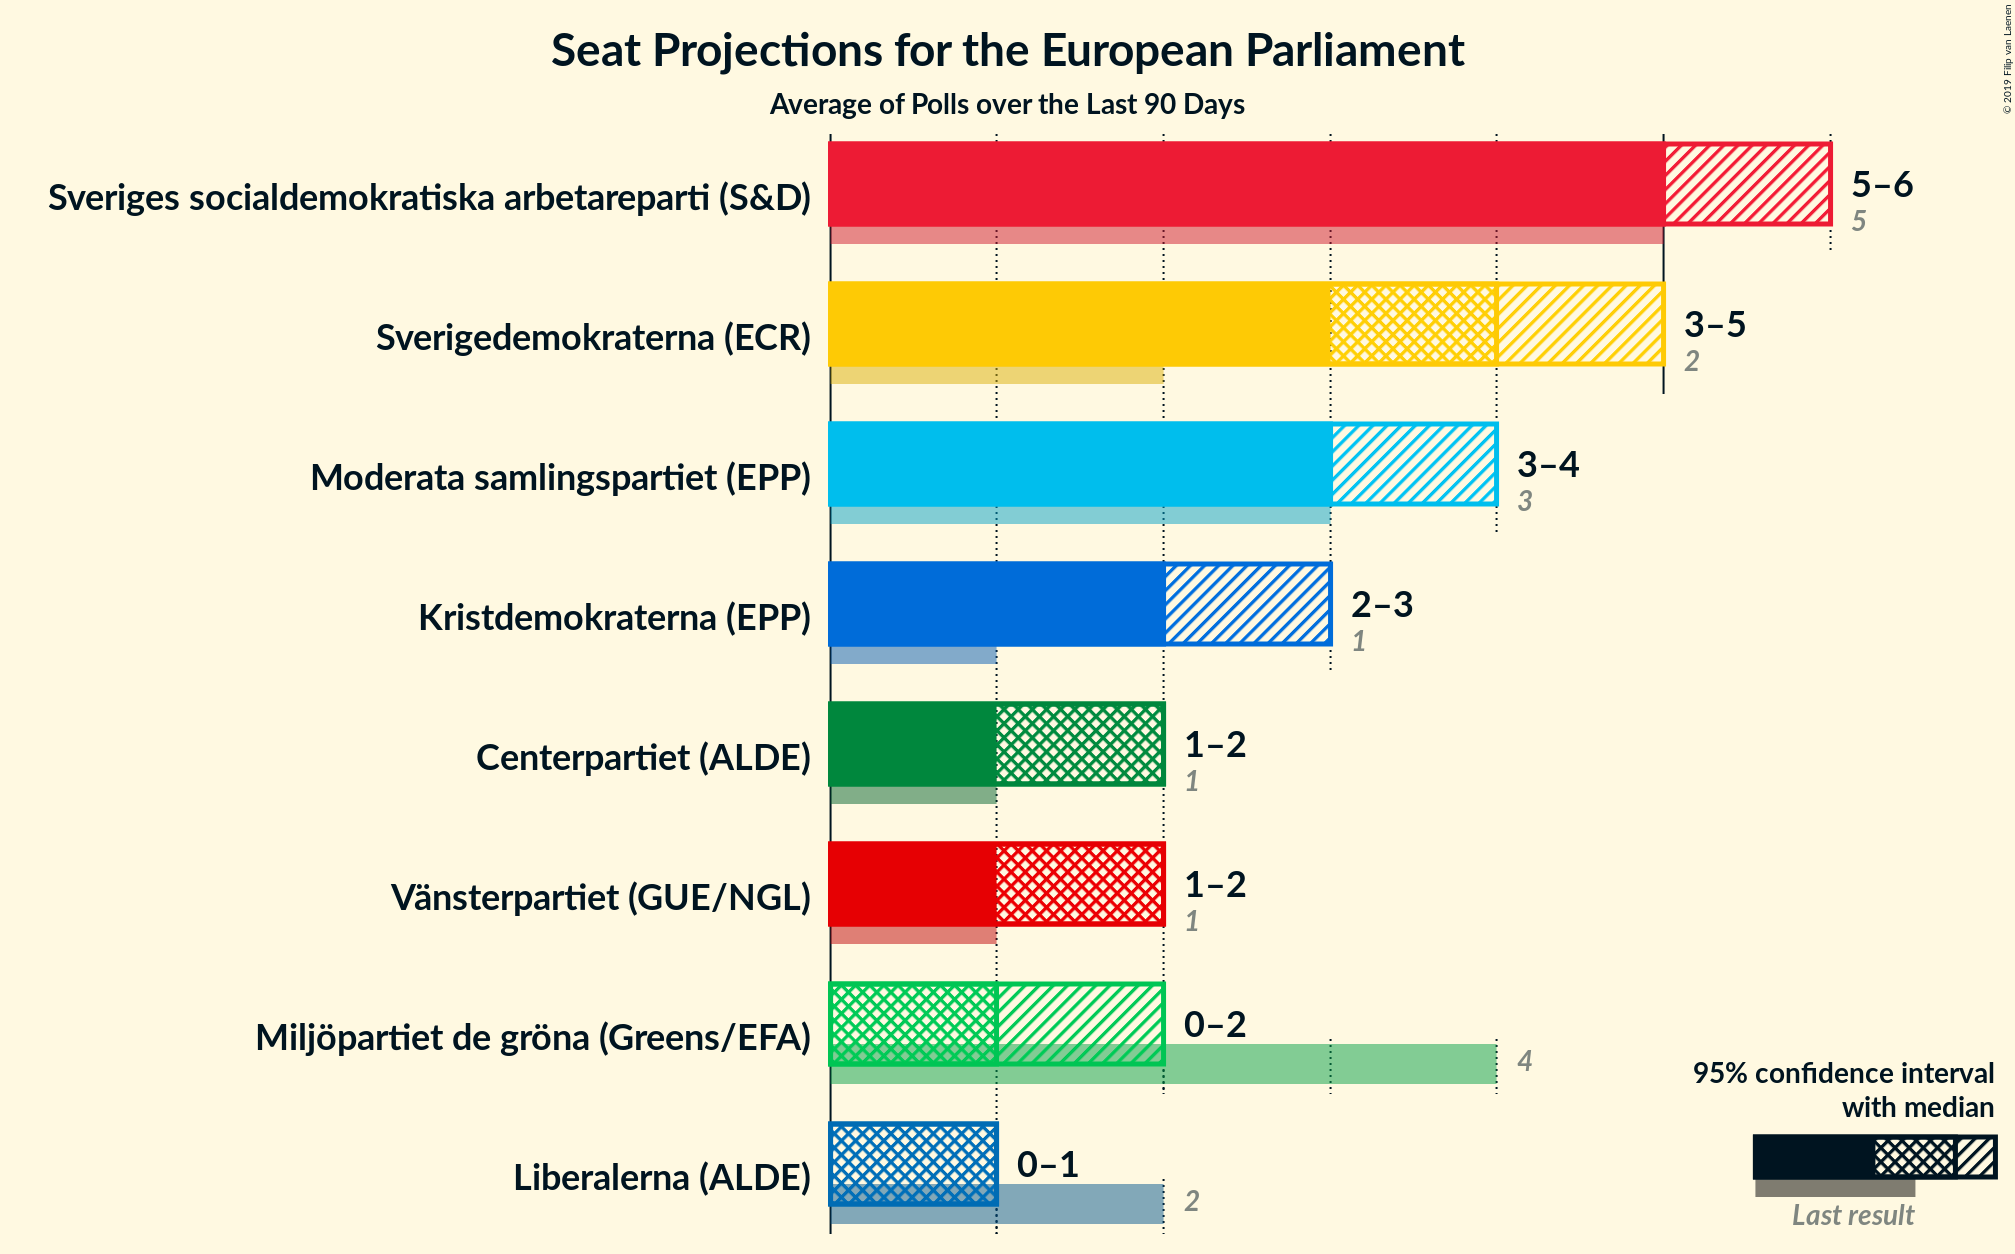 Seat Projections for the European Parliament
Average of Polls over the Last 90 Days
© 2019 Filip van Laenen
Sveriges socialdemokratiska arbetareparti (S&D)
5–6
5
Sverigedemokraterna (ECR)
3–5
2
Moderata samlingspartiet (EPP)
3–4
3
Kristdemokraterna (EPP)
2–3
1
Centerpartiet (ALDE)
1–2
1
Vänsterpartiet (GUE/NGL)
1–2
1
Miljöpartiet de gröna (Greens/EFA)
0–2
4
Liberalerna (ALDE)
0–1
2
95% confidence interval
with median
Last result